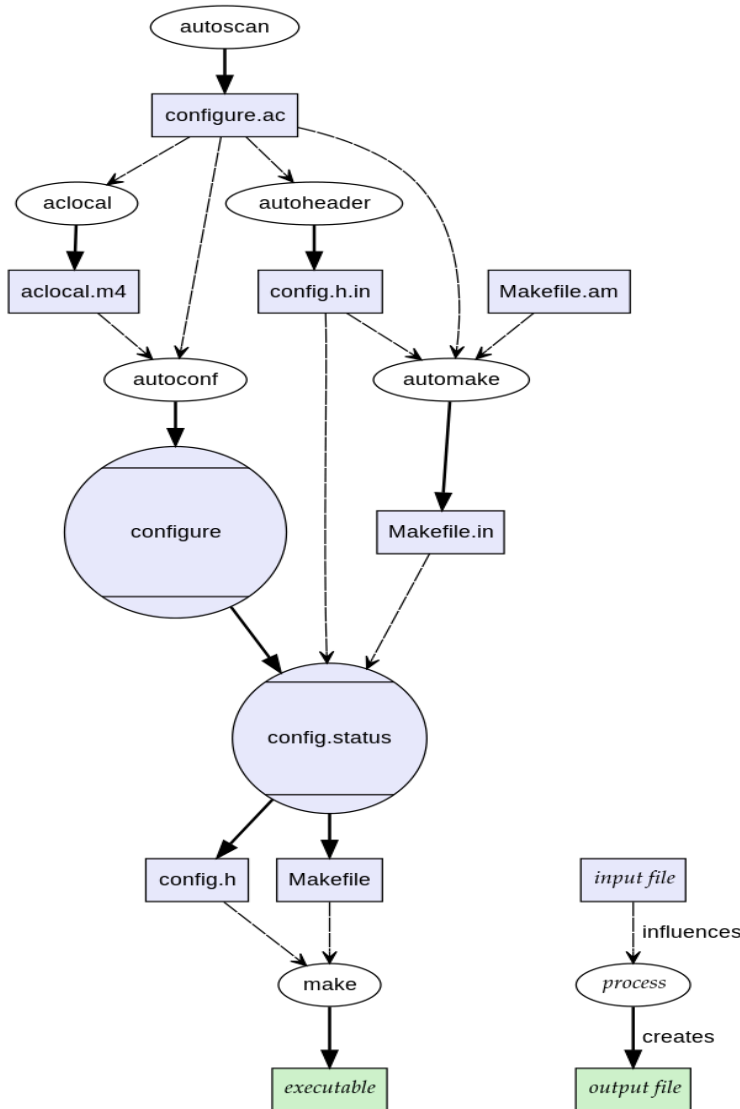 autoscan
configure.ac
aclocal
autoheader
aclocal.m4
config.h.in
Makefile.am
autoconf
automake
configure
Makefile.in
config.status
config.h
Makefile
input file
influences
make
process
creates
executable
output file